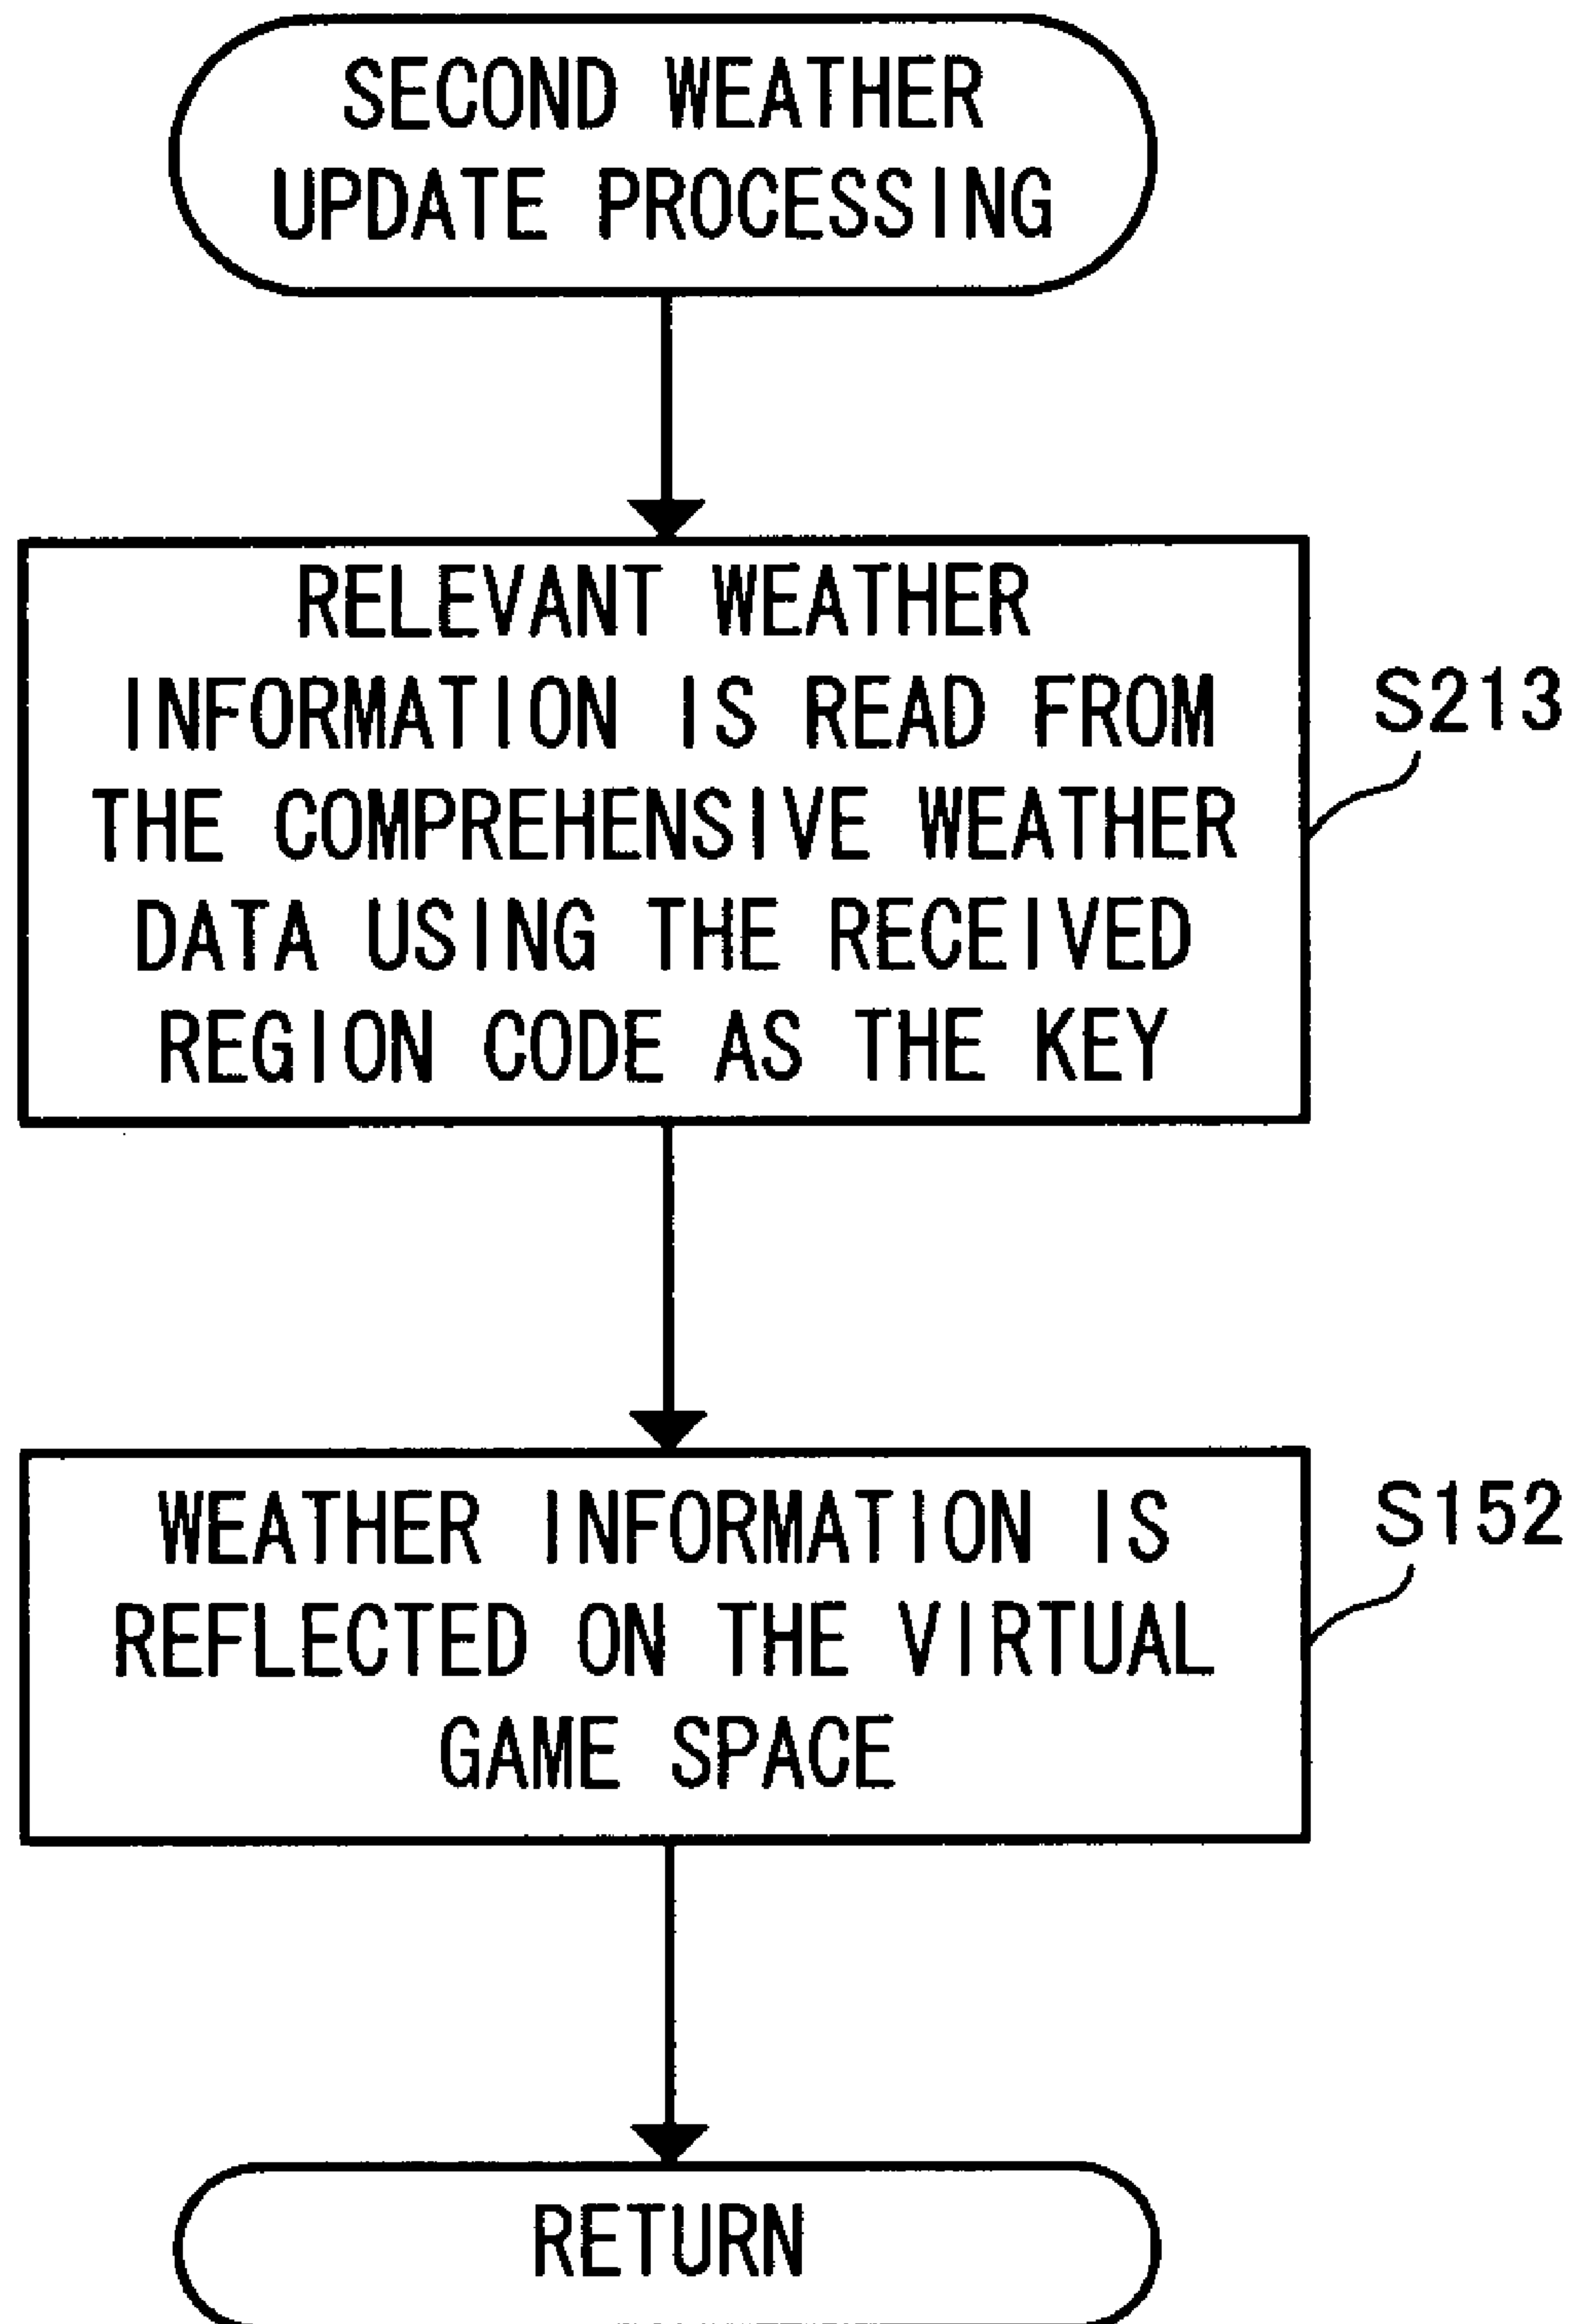 SECOND WEATHER
UPDATE PROCESSING
RELEVANT WEATHER
INFORMATION IS READ FROM
THE COMPREHENSIVE WEATHER
DATA USING THE RECEIVED
REGION CODE AS THE KEY
S213
WEATHER INFORMATION IS
REFLECTED ON THE VIRTUAL
GAME SPACE
S152
RETURN